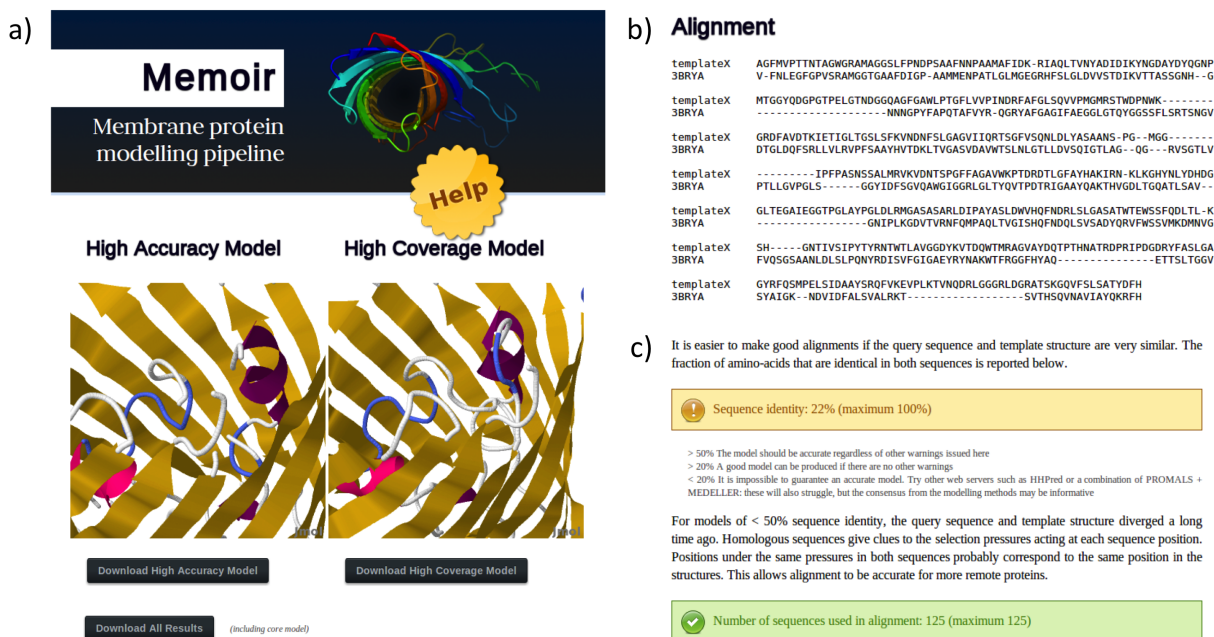 a)
Memoir
Membrane protein
modelling pipeline
Help
High Accuracy Model
High Coverage Model
Jmol
Jmol
Download High Accuracy Model
Download High Coverage Model
Download All Results
(including core model)
b)
Alignment
templateX AGFMVPTTNTAGWGRAMAGGSLFPNDPSAAFNNPAAMAFIDK-RIAQLTVNYADIDIKYNGDAYDYQGNP
3BRYA V-FNLEGFGPVSRAMGGTGAAFDIGP-AAMMENPATLGLMGEGRHFSLGLDVVSTDIKVTTASSGNH--G
templateX MTGGYQDGPGTPELGTNDGGQAGFGAWLPTGFLVVPINDRFAFGLSQVVPMGMRSTWDPNWK--------
3BRYA --------------------NNNGPYFAPQTAFVYR-QGRYAFGAGIFAEGGLGTQYGGSSFLSRTSNGV
templateX GRDFAVDTKIETIGLTGSLSFKVNDNFSLGAGVIIQRTSGFVSQNLDLYASAANS-PG--MGG-------
3BRYA DTGLDQFSRLLVLRVPFSAAYHVTDKLTVGASVDAVWTSLNLGTLLDVSQIGTLAG--QG---RVSGTLV
templateX ---------IPFPASNSSALMRVKVDNTSPGFFAGAVWKPTDRDTLGFAYHAKIRN-KLKGHYNLYDHDG
3BRYA PTLLGVPGLS------GGYIDFSGVQAWGIGGRLGLTYQVTPDTRIGAAYQAKTHVGDLTGQATLSAV--
templateX GLTEGAIEGGTPGLAYPGLDLRMGASASARLDIPAYASLDWVHQFNDRLSLGASATWTEWSSFQDLTL-K
3BRYA -----------------GNIPLKGDVTVRNFQMPAQLTVGISHQFNDQLSVSADYQRVFWSSVMKDMNVG
templateX SH-----GNTIVSIPYTYRNTWTLAVGGDYKVTDQWTMRAGVAYDQTPTHNATRDPRIPDGDRYFASLGA
3BRYA FVQSGSAANLDLSLPQNYRDISVFGIGAEYRYNAKWTFRGGFHYAQ---------------ETTSLTGGV
templateX GYRFQSMPELSIDAAYSRQFVKEVPLKTVNQDRLGGGRLDGRATSKGQVFSLSATYDFH
3BRYA SYAIGK--NDVIDFALSVALRKT------------------SVTHSQVNAVIAYQKRFH
c)
It is easier to make good alignments if the query sequence and template structure are very similar. The
fraction of amino-acids that are identical in both sequences is reported below.
Sequence identity: 22% (maximum 100%)
> 50% The model should be accurate regardless of other warnings issued here
> 20% A good model can be produced if there are no other warnings
< 20% It is impossible to guarantee an accurate model. Try other web servers such as HHPred or a combination of PROMALS +
MEDELLER: these will also struggle, but the consensus from the modelling methods may be informative
For models of < 50% sequence identity, the query sequence and template structure diverged a long
time ago. Homologous sequences give clues to the selection pressures acting at each sequence position.
Positions under the same pressures in both sequences probably correspond to the same position in the
structures. This allows alignment to be accurate for more remote proteins.
Number of sequences used in alignment: 125 (maximum 125)